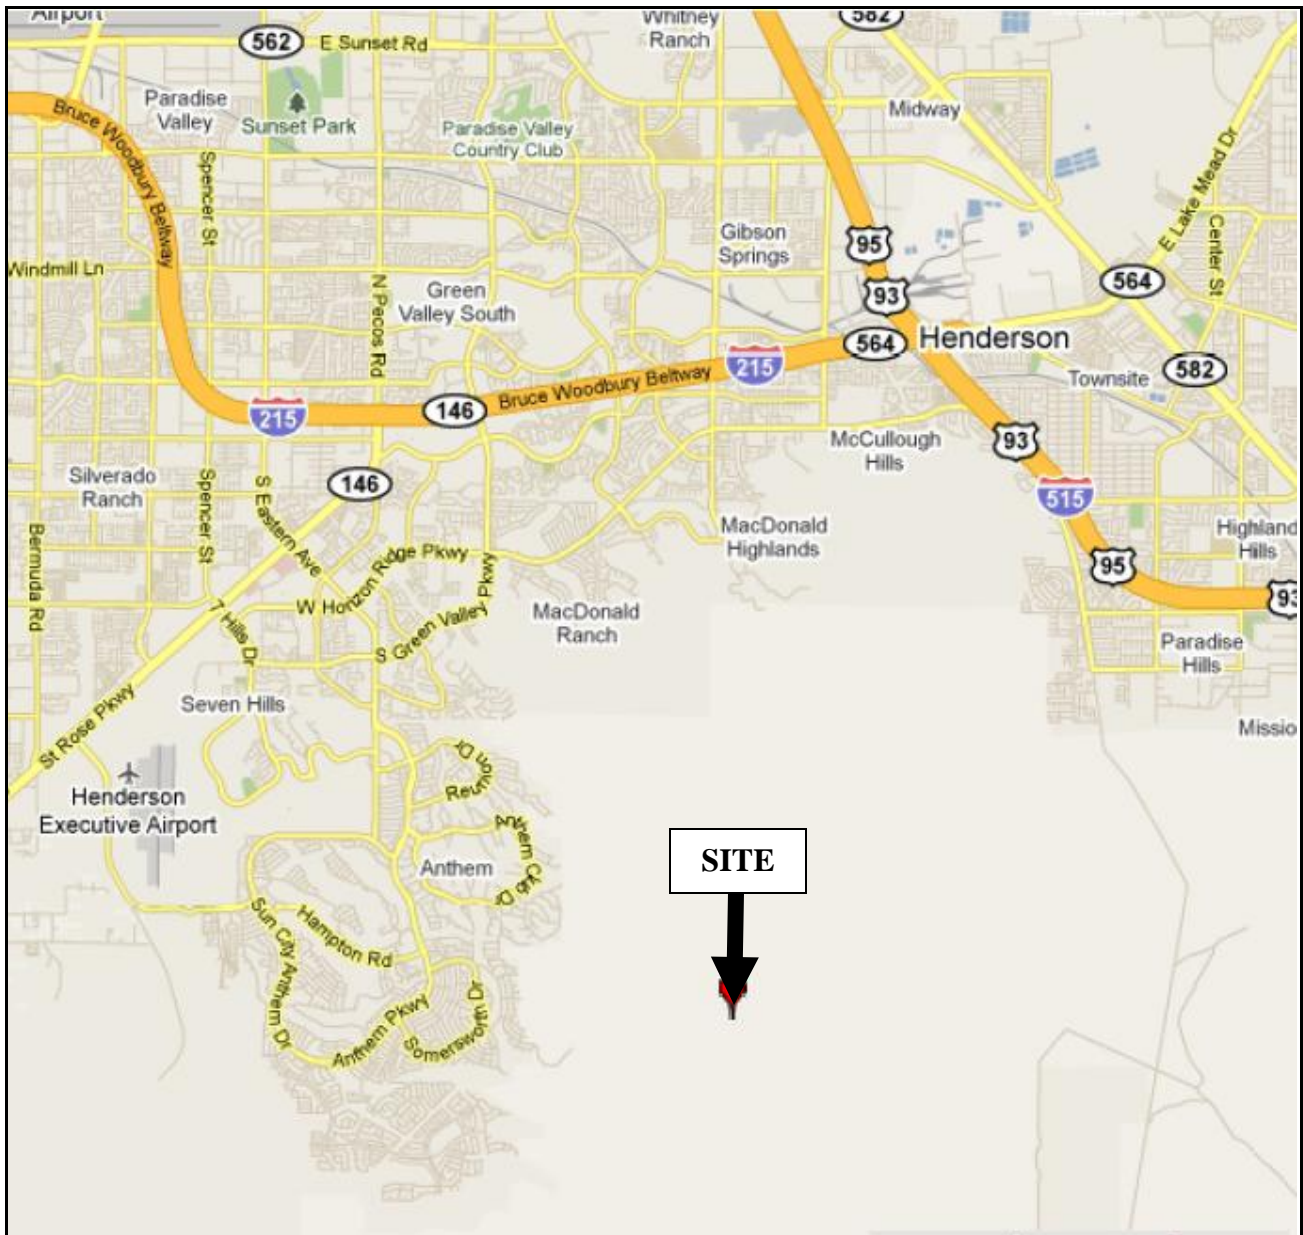 Airport
562
E Sunset Rd
Whitney
Ranch
582
Bruce Woodbury Beltway
Paradise
Valley
Sunset Park
Paradise Valley
Country Club
Midway
E Lake Mead Dr
Spencer St
Center St
Gibson
Springs
95
Windmill Ln
N Pecos Rd
Green
Valley South
93
564
564
Henderson
215
Bruce Woodbury Beltway
582
Townsite
215
146
McCullough
Hills
93
Silverado
Ranch
Spencer St
S Eastern Ave
146
515
MacDonald
Highlands
Highland
Hills
Bermuda Rd
W Horizon Ridge Pkwy
95
93
7 Hills Dr
S Green Valley Pkwy
MacDonald
Ranch
Paradise
Hills
Seven Hills
St Rose Pkwy
Missio
Reunion Dr
Henderson
Executive Airport
Anthem Club Dr
Anthem
SITE
Sun City Anthem Dr
Hampton Rd
Anthem Pkwy
Somersworth Dr